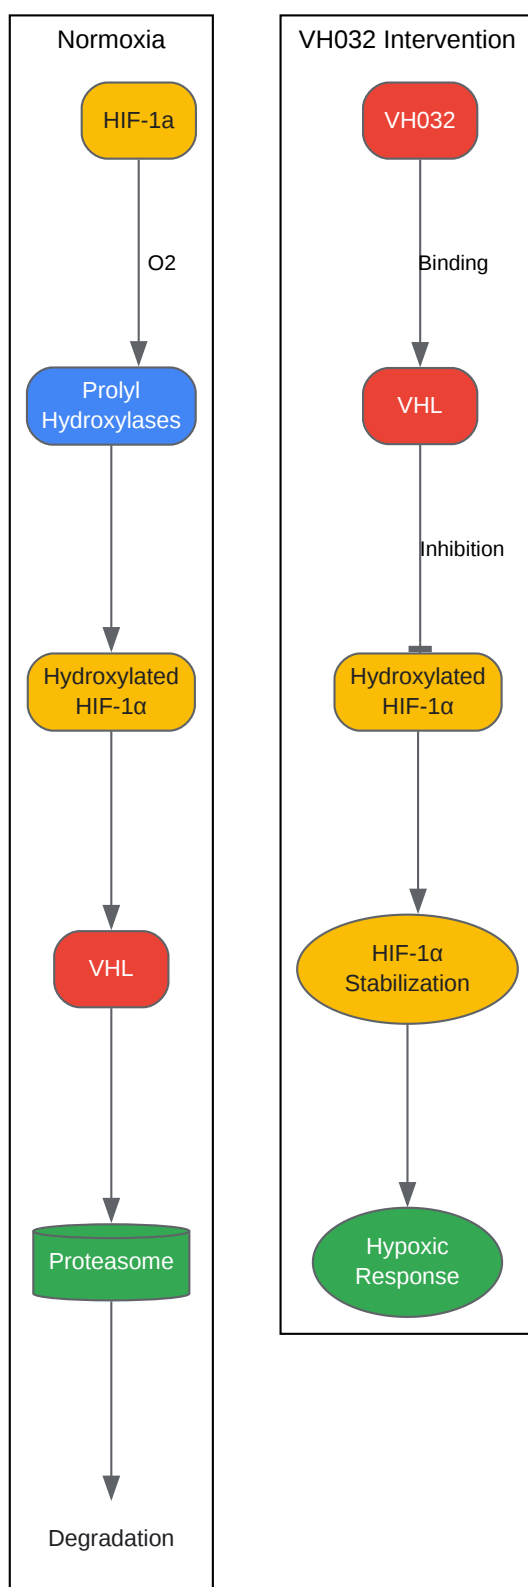 Normoxia
HIF-1a
O2
Prolyl
Hydroxylases
Hydroxylated
HIF-1α
VHL
Proteasome
Degradation
VH032 Intervention
VH032
Binding
VHL
Inhibition
Hydroxylated
HIF-1α
HIF-1α
Stabilization
Hypoxic
Response